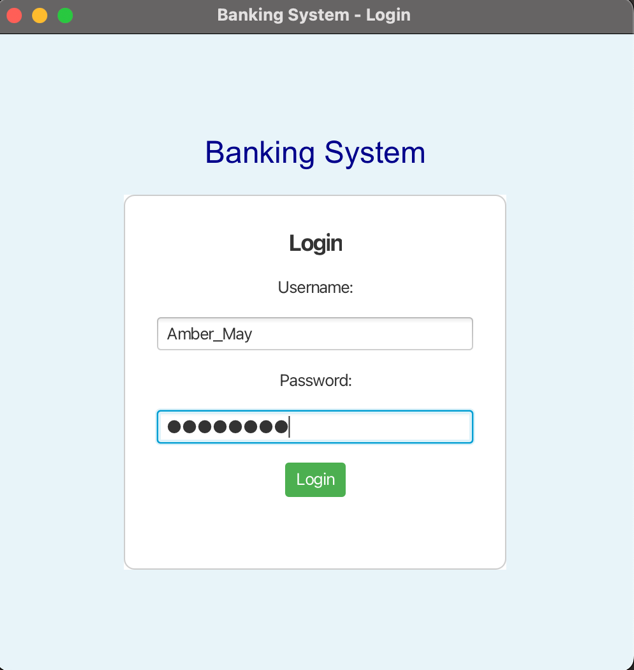 Banking System - Login
Banking System
Login
Username:
Amber_May
Password:
●●●●●●●●
Login